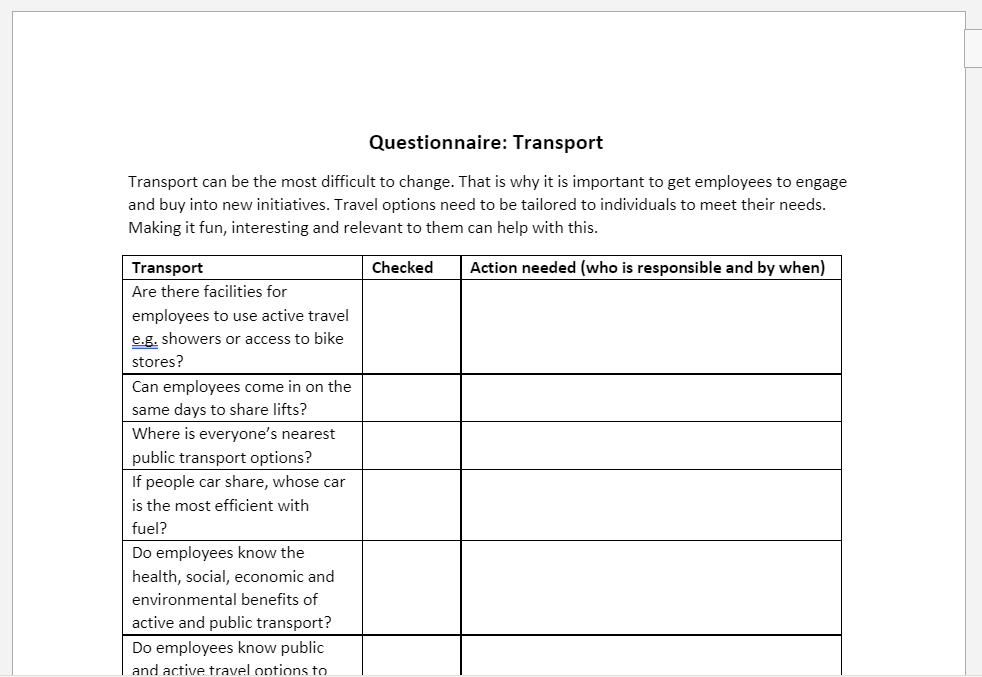 Questionnaire: Transport
Transport can be the most difficult to change. That is why it is important to get employees to engage
and buy into new initiatives. Travel options need to be tailored to individuals to meet their needs.
Making it fun, interesting and relevant to them can help with this.
Transport Checked Action needed (who is responsible and by when)
Are there facilities for
employees to use active travel
e.g. showers or access to bike
stores?
Can employees come in on the
same days to share lifts?
Where is everyone’s nearest
public transport options?
If people car share, whose car
is the most efficient with
fuel?
Do employees know the
health, social, economic and
environmental benefits of
active and public transport?
Do employees know public
and active travel options to